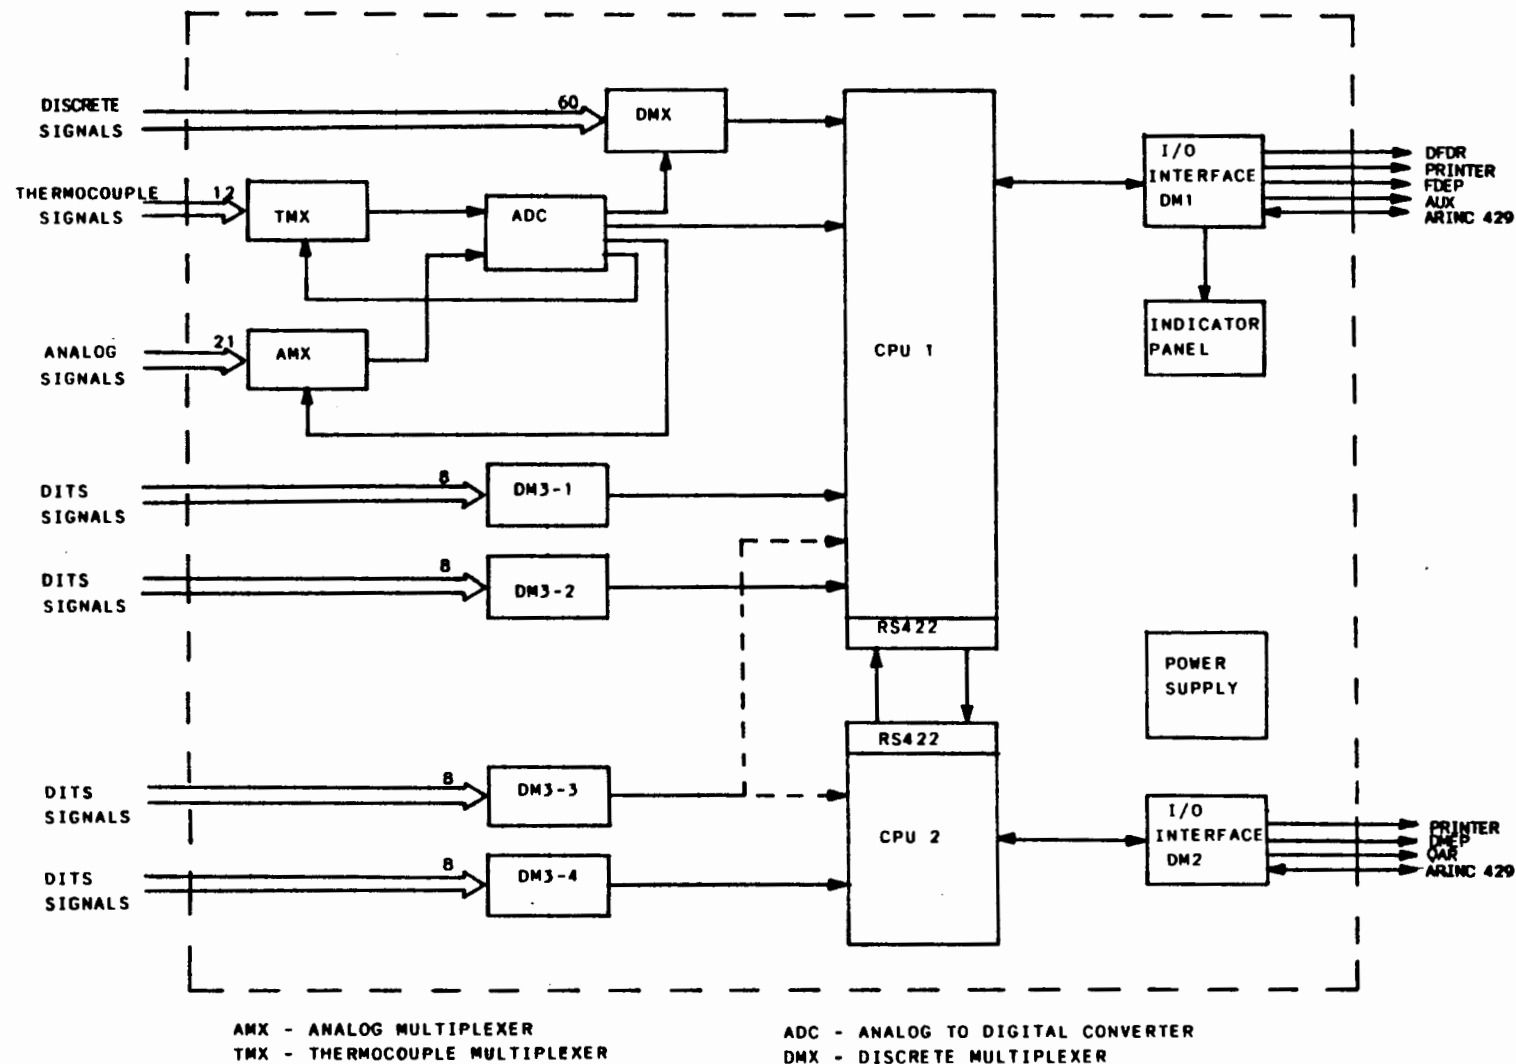 DISCRETE
SIGNALS
60
DMX
THERMOCOUPLE
SIGNALS
12
TMX
ADC
ANALOG
SIGNALS
21
AMX
DITS
SIGNALS
8
DM3-1
DITS
SIGNALS
8
DM3-2
DITS
SIGNALS
8
DM3-3
DITS
SIGNALS
8
DM3-4
CPU 1
RS422
RS422
CPU 2
I/O
INTERFACE
DM1
DFDR
PRINTER
FDEP
AUX
ARINC 429
INDICATOR
PANEL
POWER
SUPPLY
I/O
INTERFACE
DM2
PRINTER
DMEP
QAR
ARINC 429
AMX - ANALOG MULTIPLEXER
TMX - THERMOCOUPLE MULTIPLEXER
ADC - ANALOG TO DIGITAL CONVERTER
DMX - DISCRETE MULTIPLEXER